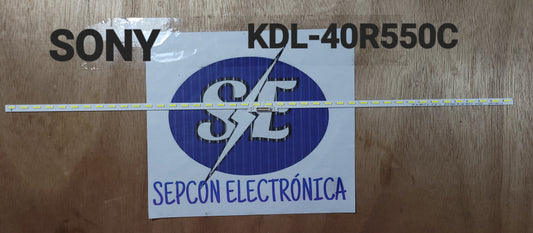 SONY
KDL-40R550C
SE
SEPCON ELECTRÓNICA